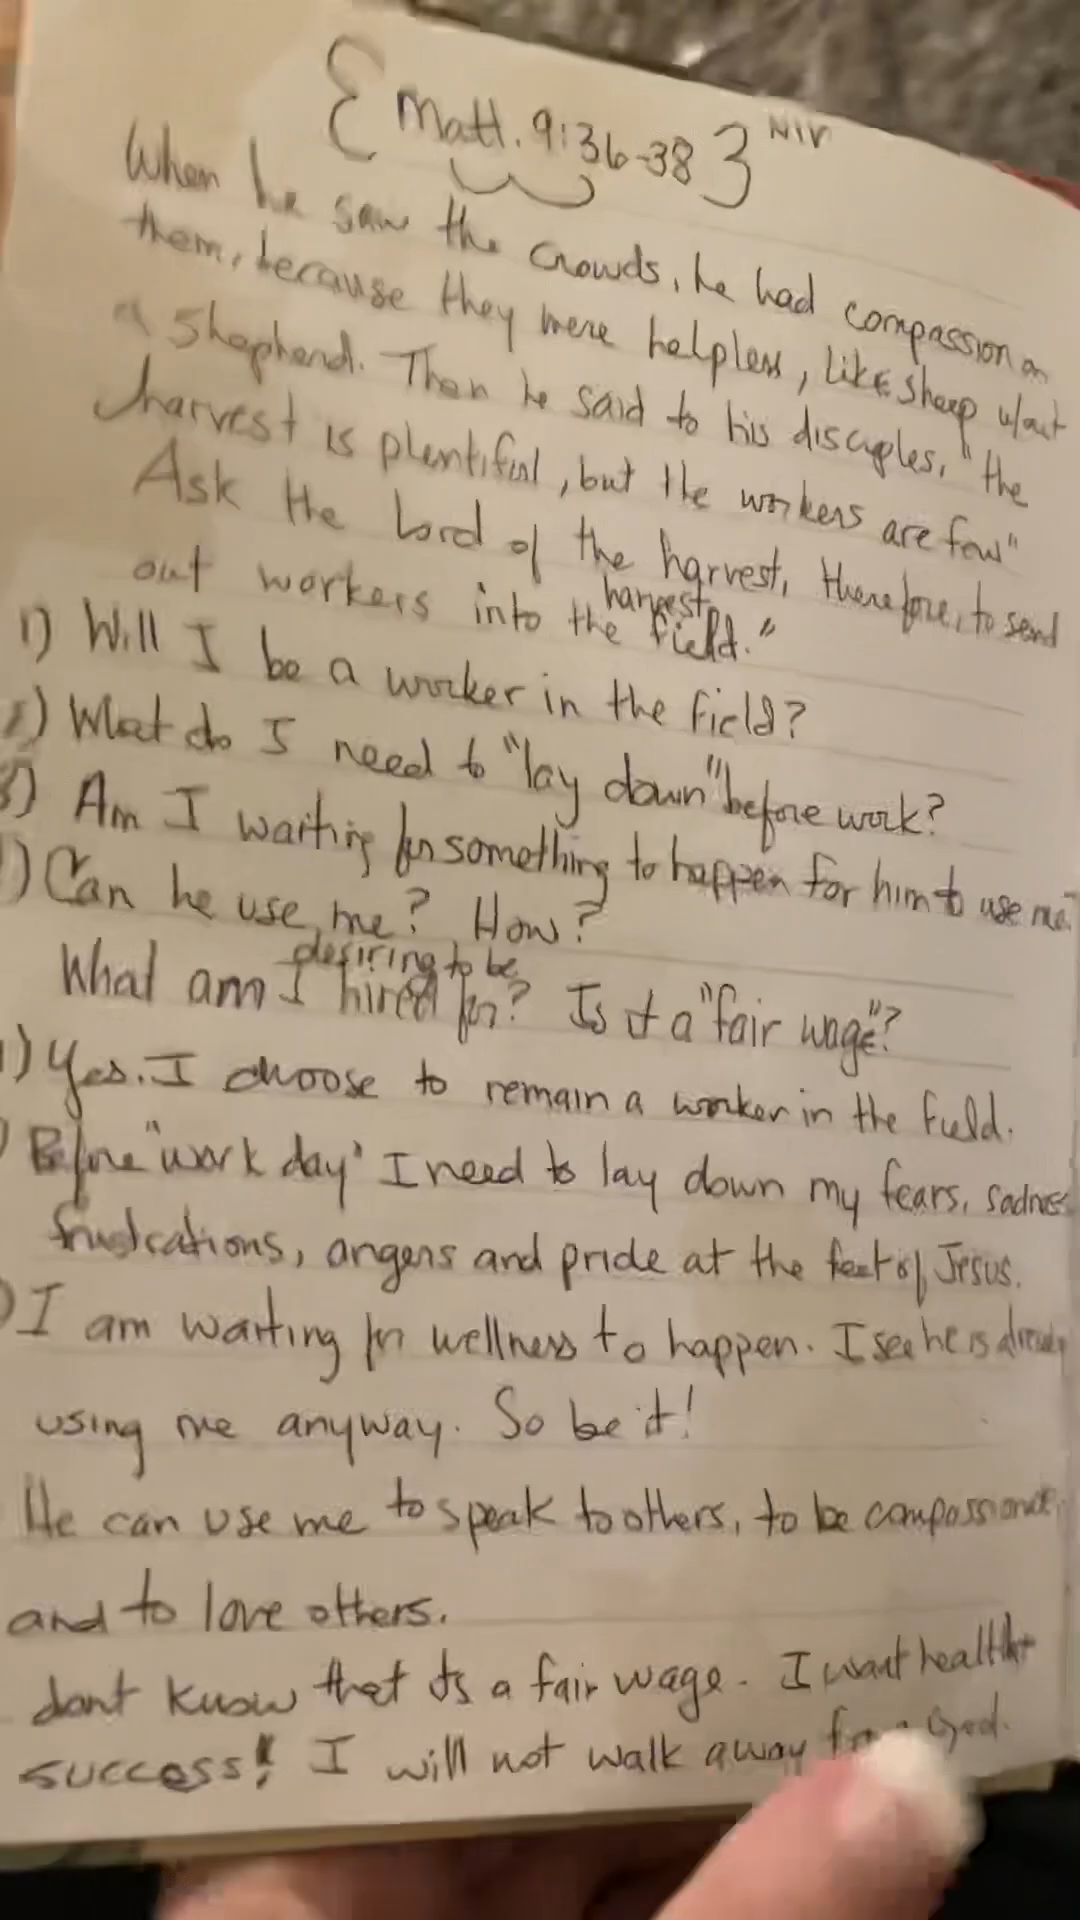 { Matt. 9:36-38 } NIV
When he saw the crowds, he had compassion on
them, because they were helpless, like sheep w/out
a shepherd. Then he said to his disciples, "the
harvest is plentiful, but the workers are few"
Ask the Lord of the harvest, therefore, to send
out workers into the harvest field."
1) Will I be a worker in the field?
2) What do I need to "lay down" before work?
3) Am I waiting for something to happen for him to use me.
) Can he use me? How?
What am I desiring to be hired for? Is it a "fair wage"?
1) Yes. I choose to remain a worker in the field.
) Before "work day" I need to lay down my fears, sadness
frustrations, angers and pride at the feet of Jesus.
) I am waiting for wellness to happen. I see he is already
using me anyway. So be it!
He can use me to speak to others, to be compassionate
and to love others.
dont know that its a fair wage. I want health
success! I will not walk away from God.